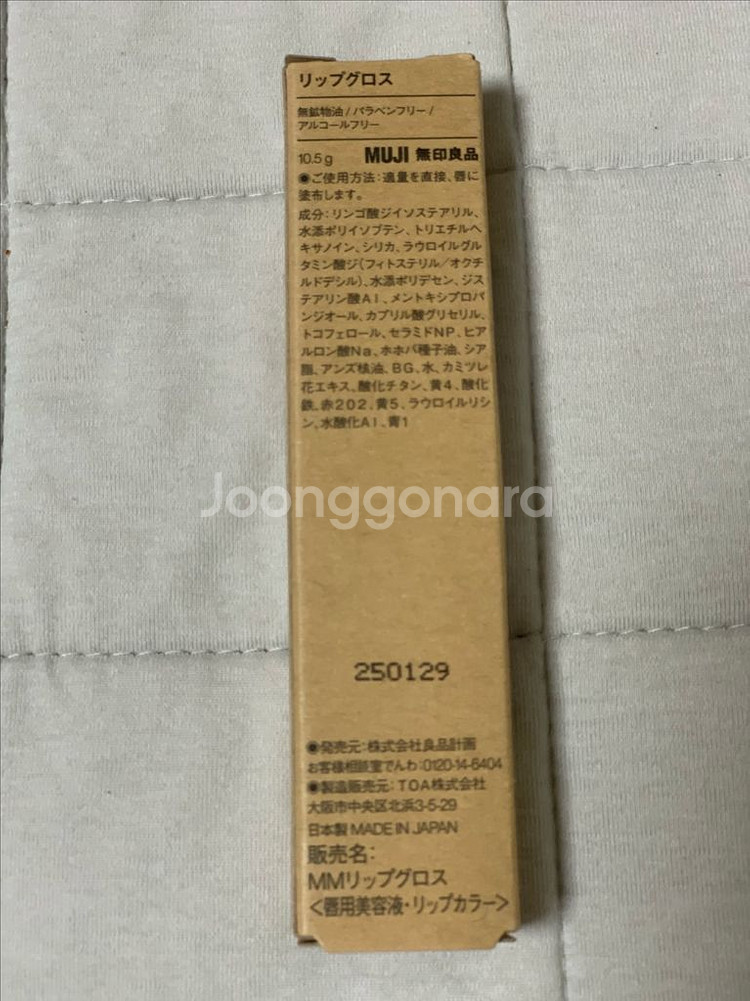 リップグロス
無鉱物油/パラベンフリー/
アルコールフリー
10.5g MUJI 無印良品
◉ご使用方法:適量を直接、唇に
塗布します。
成分:リンゴ酸ジイソステアリル、
水添ポリイソブテン、トリエチルヘ
キサノイン、シリカ、ラウロイルグル
タミン酸ジ(フィトステリル/オクチ
ルドデシル)、水添ポリデセン、ジス
テアリン酸Al、メントキシプロパ
ンジオール、カプリル酸グリセリル、
トコフェロール、セラミドNP、ヒア
ルロン酸Na、ホホバ種子油、シア
脂、アンズ核油、BG、水、カミツレ
花エキス、酸化チタン、黄4、酸化
鉄、赤202、黄5、ラウロイルリシ
ン、水酸化Al、青1
Joonggonara
250129
◉発売元:株式会社良品計画
お客様相談室でんわ:0120-14-6404
◉製造販売元:TOA株式会社
大阪市中央区北浜3-5-29
日本製 MADE IN JAPAN
販売名:
MMリップグロス
<唇用美容液・リップカラー>